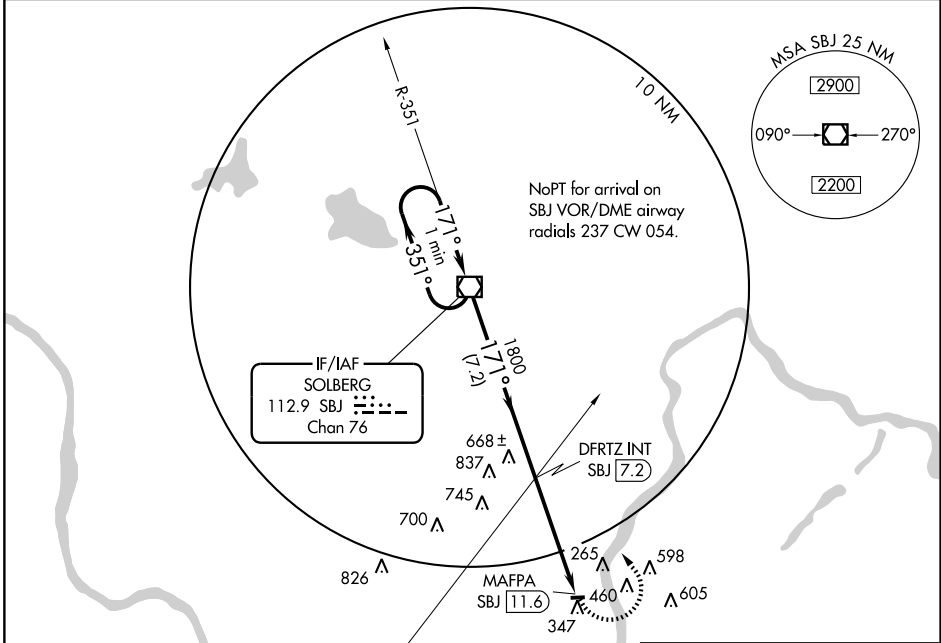 MSA SBJ 25 NM
2900
090°
270°
2200
10 NM
R-351
NoPT for arrival on
SBJ VOR/DME airway
radials 237 CW 054.
171°
1 min
351°
1800
171°
(7.2)
IF/IAF
SOLBERG
112.9 SBJ
Chan 76
668 ±
837
745
700
826
DFRTZ INT
SBJ 7.2
MAFPA
SBJ 11.6
265
598
460
605
347